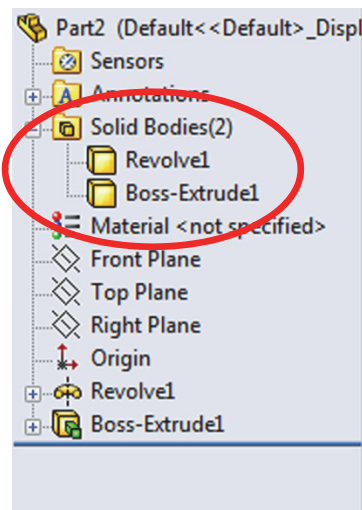 Part2 (Default<<Default>_Displ
Sensors
Annotations
Solid Bodies(2)
Revolve1
Boss-Extrude1
Material <not specified>
Front Plane
Top Plane
Right Plane
Origin
Revolve1
Boss-Extrude1